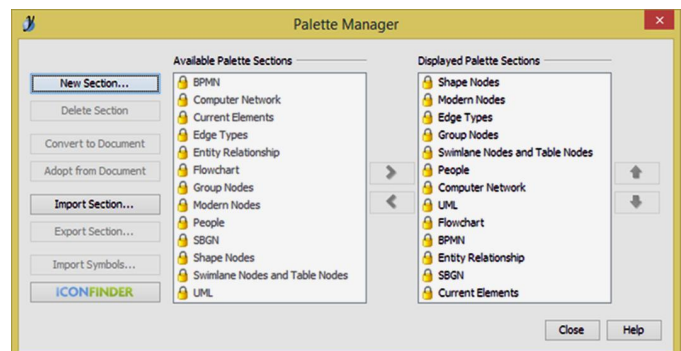 Palette Manager
New Section...
Delete Section
Convert to Document
Adopt from Document
Import Section...
Export Section...
Import Symbols...
ICONFINDER
Available Palette Sections
BPMN
Computer Network
Current Elements
Edge Types
Entity Relationship
Flowchart
Group Nodes
Modern Nodes
People
SBGN
Shape Nodes
Swimlane Nodes and Table Nodes
UML
Displayed Palette Sections
Shape Nodes
Modern Nodes
Edge Types
Group Nodes
Swimlane Nodes and Table Nodes
People
Computer Network
UML
Flowchart
BPMN
Entity Relationship
SBGN
Current Elements
Close
Help